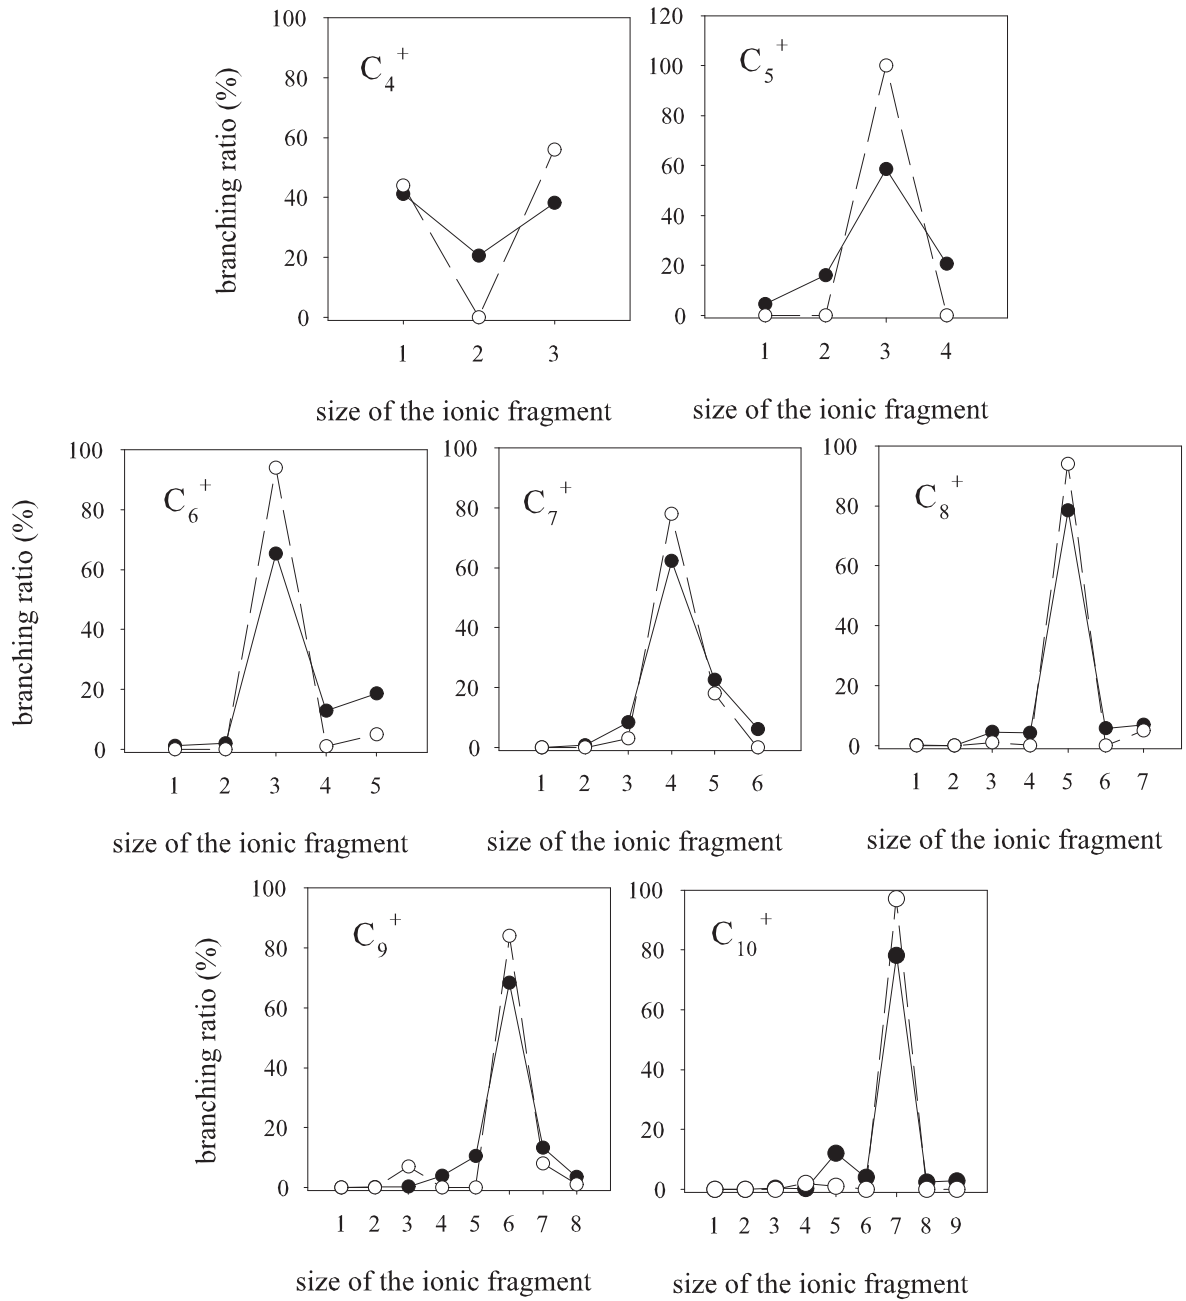 100
80
60
40
20
0
branching ratio (%)
C4+
1 2 3
size of the ionic fragment
120
100
80
60
40
20
0
C5+
1 2 3 4
size of the ionic fragment
100
80
60
40
20
0
branching ratio (%)
C6+
1 2 3 4 5
size of the ionic fragment
100
80
60
40
20
0
C7+
1 2 3 4 5 6
size of the ionic fragment
100
80
60
40
20
0
C8+
1 2 3 4 5 6 7
size of the ionic fragment
100
80
60
40
20
0
branching ratio (%)
C9+
1 2 3 4 5 6 7 8
size of the ionic fragment
100
80
60
40
20
0
C10+
1 2 3 4 5 6 7 8 9
size of the ionic fragment